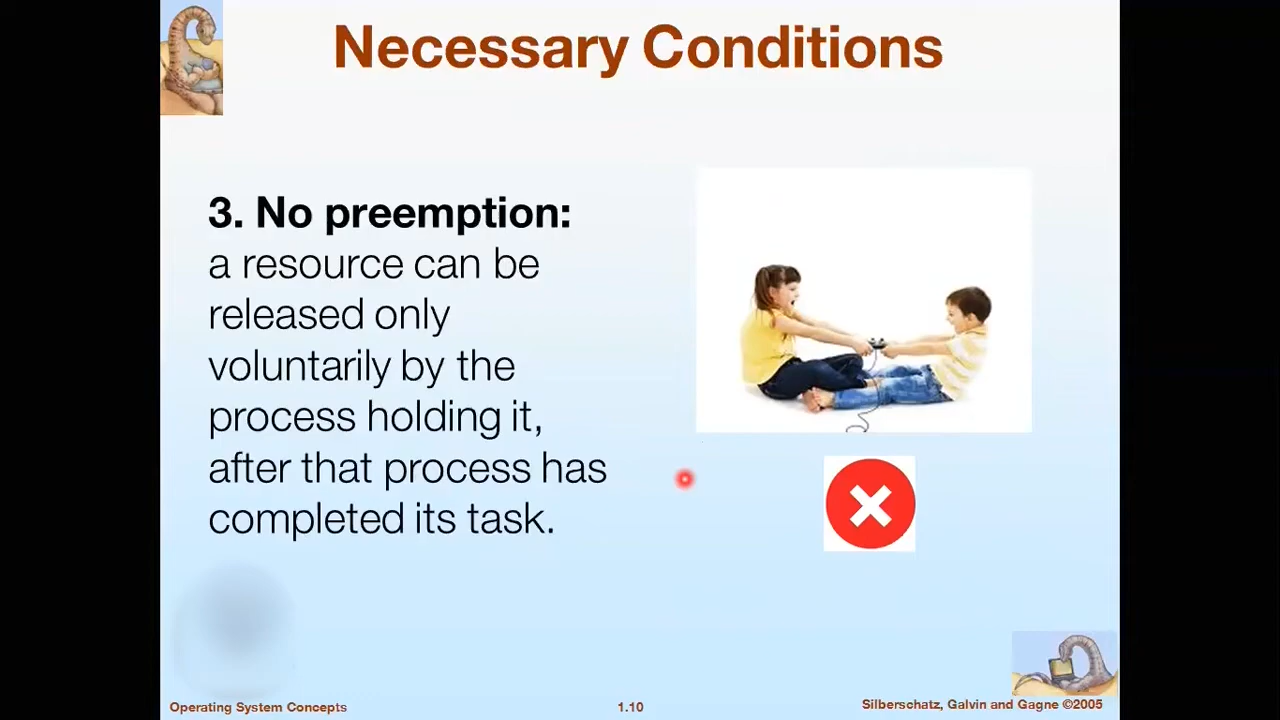 Necessary Conditions
3. No preemption:
a resource can be
released only
voluntarily by the
process holding it,
after that process has
completed its task.
Operating System Concepts
1.10
Silberschatz, Galvin and Gagne ©2005